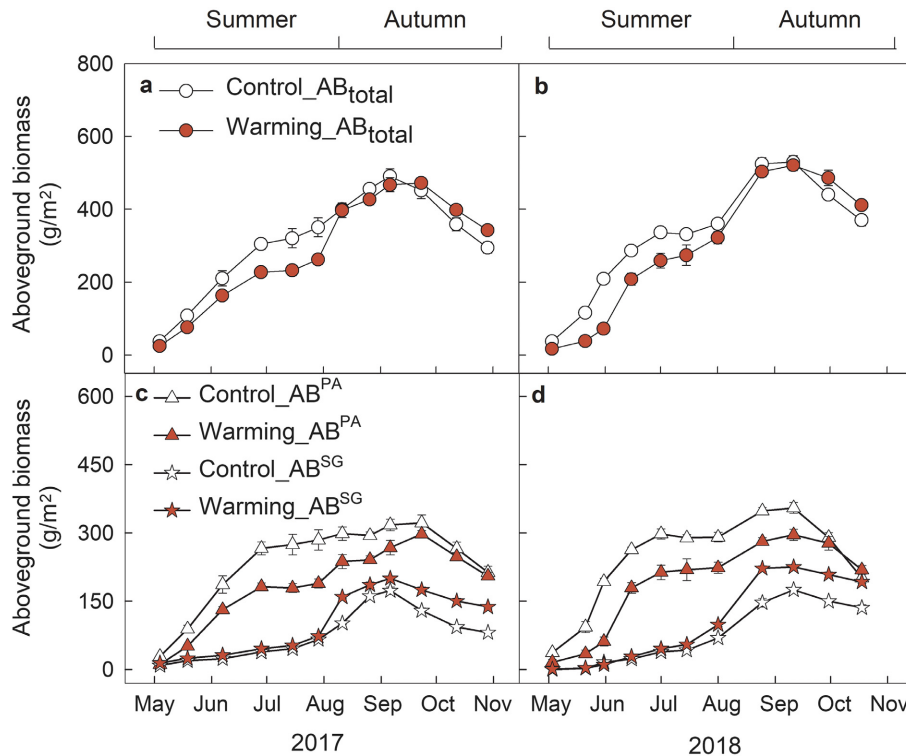 Summer Autumn Summer Autumn
Aboveground biomass
(g/m²)
800
600
400
200
0
a
Control_ABtotal
Warming_ABtotal
b
Aboveground biomass
(g/m²)
600
450
300
150
0
c
Control_AB^PA
Warming_AB^PA
Control_AB^SG
Warming_AB^SG
d
May Jun Jul Aug Sep Oct Nov May Jun Jul Aug Sep Oct Nov
2017 2018